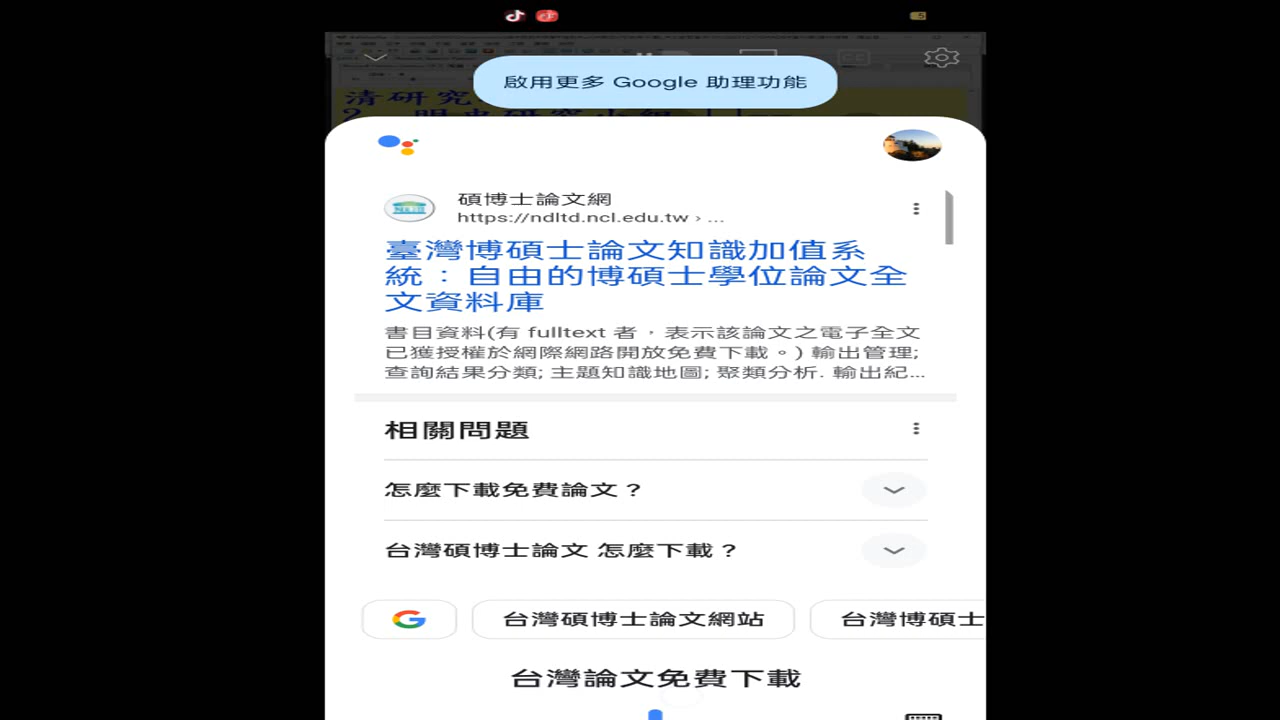 啟用更多 Google 助理功能
清研究
碩博士論文網
https://ndltd.ncl.edu.tw › ...
臺灣博碩士論文知識加值系
統：自由的博碩士學位論文全
文資料庫
書目資料(有 fulltext 者，表示該論文之電子全文
已獲授權於網際網路開放免費下載。) 輸出管理;
查詢結果分類; 主題知識地圖; 聚類分析. 輸出紀...
相關問題
怎麼下載免費論文？
台灣碩博士論文 怎麼下載？
台灣碩博士論文網站
台灣博碩士
台灣論文免費下載